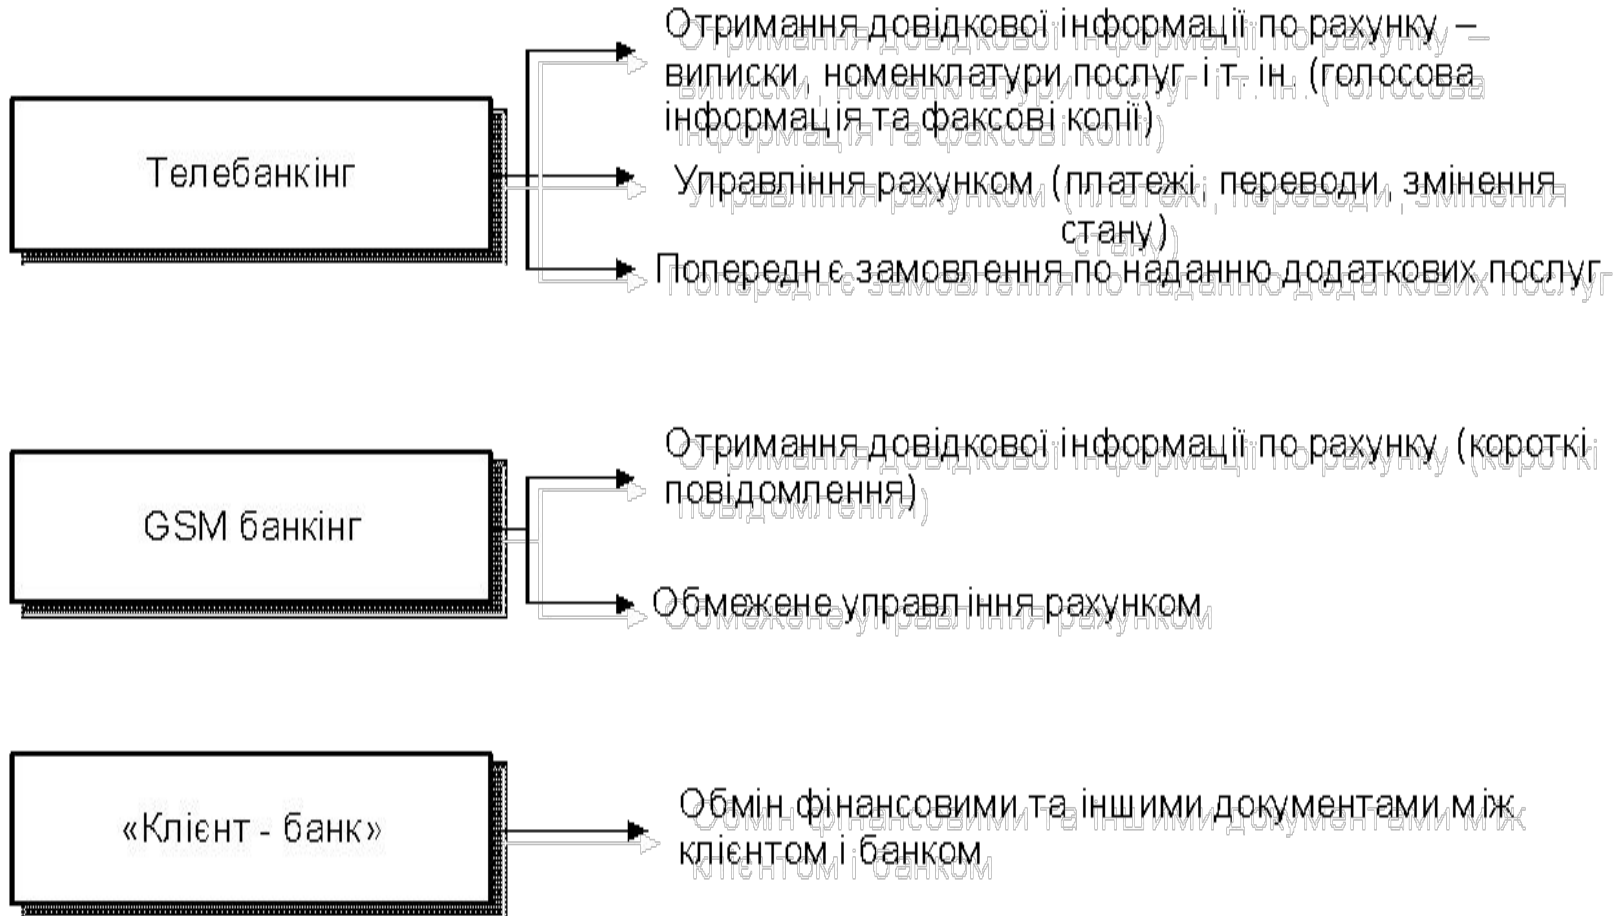 Телебанкінг
Отримання довідкової інформації по рахунку –
виписки, номенклатури послуг і т. ін. (голосова
інформація та факсові копії)
Управління рахунком (платежі, переводи, змінення
стану)
Попереднє замовлення по наданню додаткових послуг
GSM банкінг
Отримання довідкової інформації по рахунку (короткі
повідомлення)
Обмежене управління рахунком
«Клієнт - банк»
Обмін фінансовими та іншими документами між
клієнтом і банком